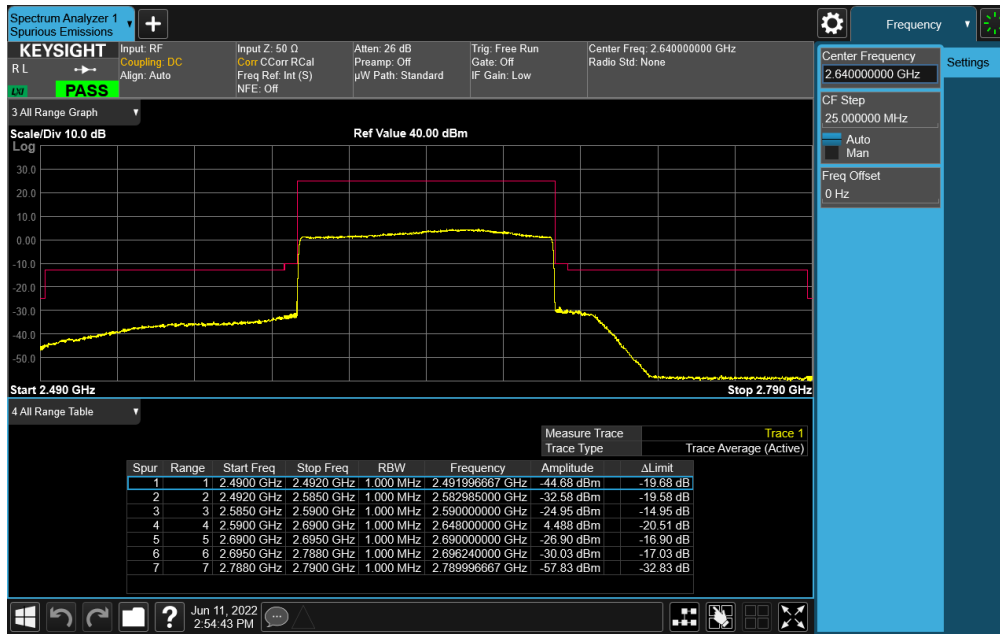 Spectrum Analyzer 1
Spurious Emissions
Frequency
KEYSIGHT
R L
LXI
PASS
Input: RF
Coupling: DC
Align: Auto
Input Z: 50 Ω
Corr CCorr RCal
Freq Ref: Int (S)
NFE: Off
Atten: 26 dB
Preamp: Off
µW Path: Standard
Trig: Free Run
Gate: Off
IF Gain: Low
Center Freq: 2.640000000 GHz
Radio Std: None
Center Frequency
2.640000000 GHz
Settings
CF Step
25.000000 MHz
Auto
Man
Freq Offset
0 Hz
3 All Range Graph
Scale/Div 10.0 dB
Ref Value 40.00 dBm
Log
30.0
20.0
10.0
0.00
-10.0
-20.0
-30.0
-40.0
-50.0
Start 2.490 GHz
Stop 2.790 GHz
4 All Range Table
Measure Trace Trace 1
Trace Type Trace Average (Active)
Spur Range Start Freq Stop Freq RBW Frequency Amplitude ΔLimit
1 1 2.4900 GHz 2.4920 GHz 1.000 MHz 2.491996667 GHz -44.68 dBm -19.68 dB
2 2 2.4920 GHz 2.5850 GHz 1.000 MHz 2.582985000 GHz -32.58 dBm -19.58 dB
3 3 2.5850 GHz 2.5900 GHz 1.000 MHz 2.590000000 GHz -24.95 dBm -14.95 dB
4 4 2.5900 GHz 2.6900 GHz 1.000 MHz 2.648000000 GHz 4.488 dBm -20.51 dB
5 5 2.6900 GHz 2.6950 GHz 1.000 MHz 2.690000000 GHz -26.90 dBm -16.90 dB
6 6 2.6950 GHz 2.7880 GHz 1.000 MHz 2.696240000 GHz -30.03 dBm -17.03 dB
7 7 2.7880 GHz 2.7900 GHz 1.000 MHz 2.789996667 GHz -57.83 dBm -32.83 dB
?
Jun 11, 2022
2:54:43 PM